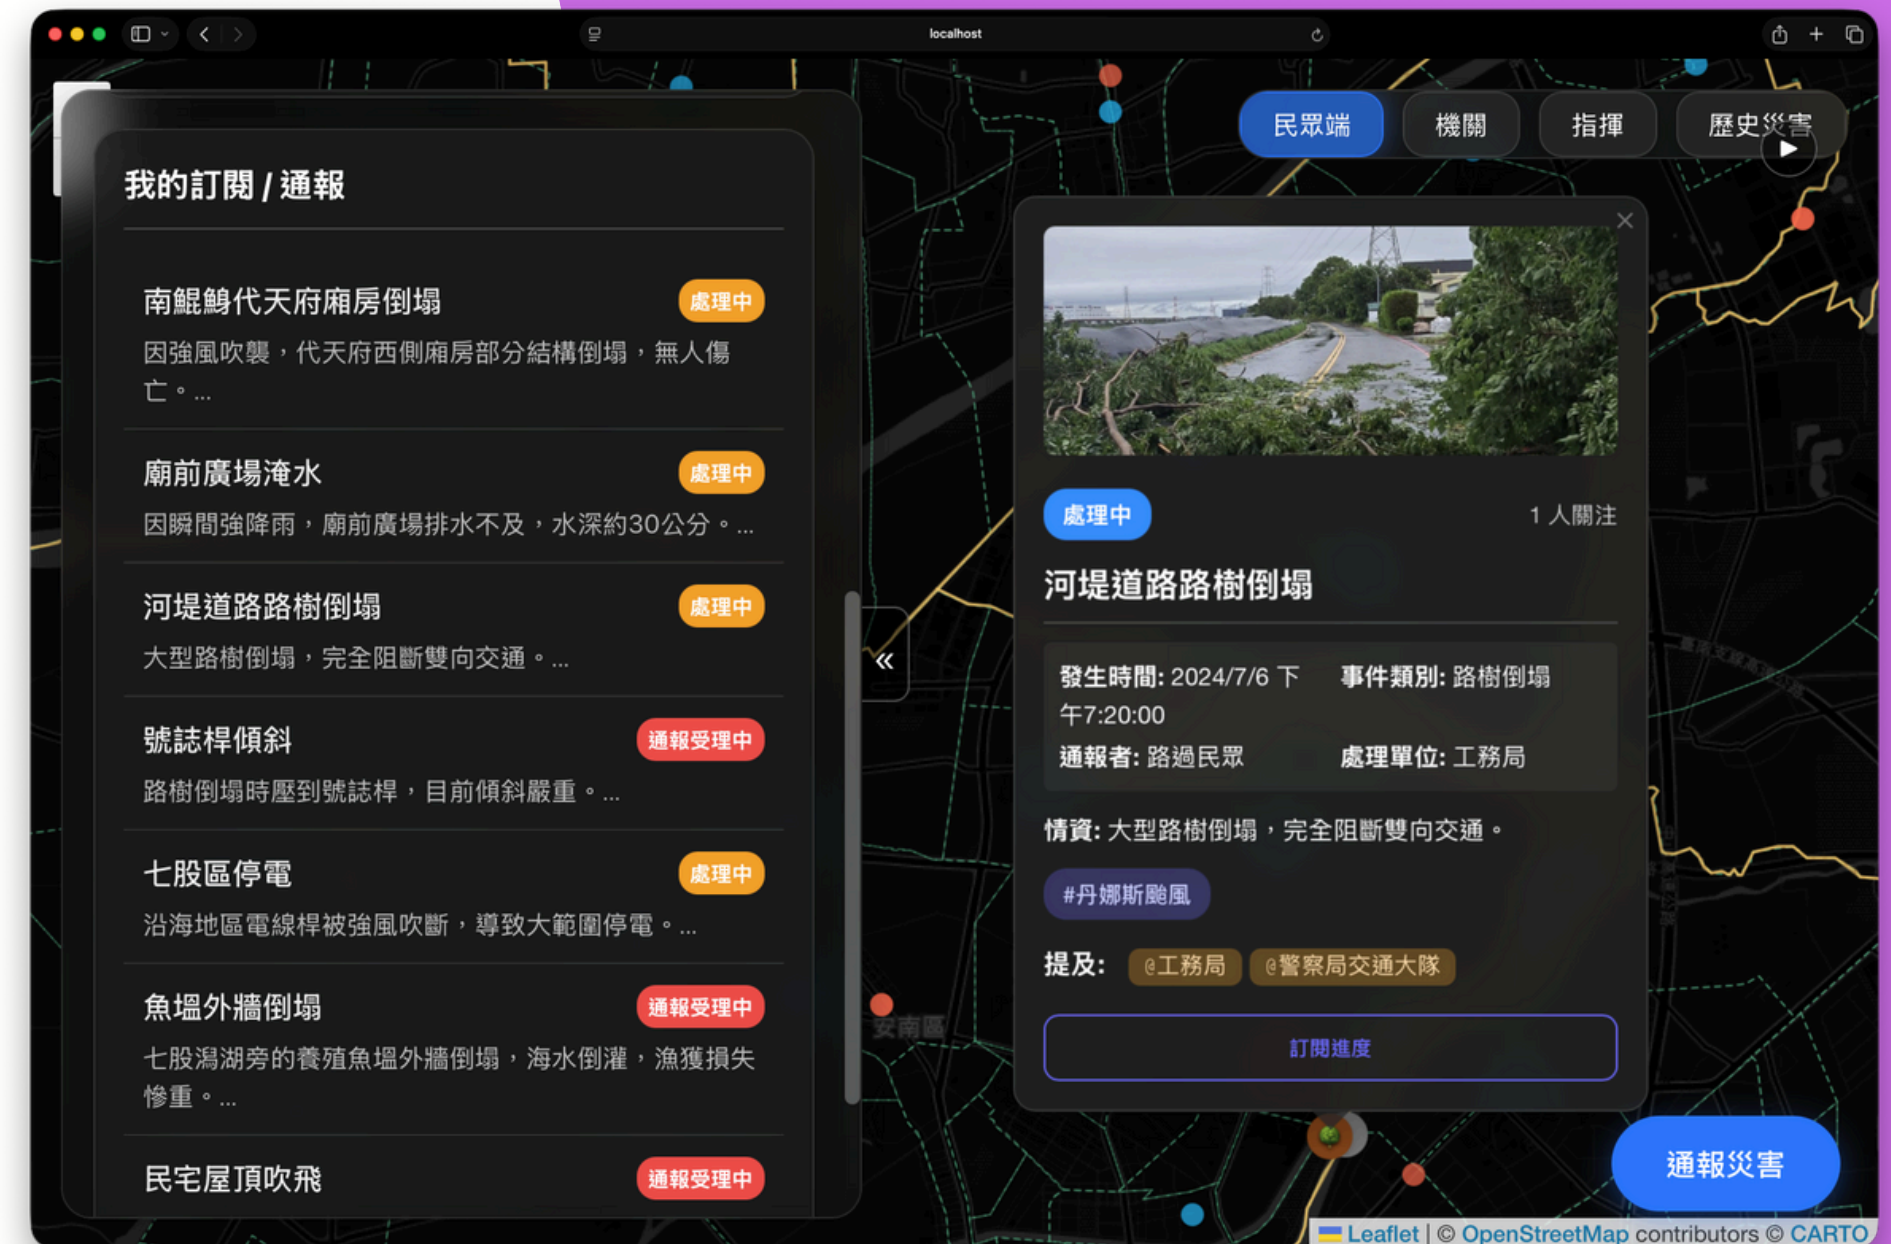 localhost
民眾端
機關
指揮
歷史災害
我的訂閱 / 通報
南鯤鯓代天府廂房倒塌
處理中
因強風吹襲，代天府西側廂房部分結構倒塌，無人傷
亡。...
廟前廣場淹水
處理中
因瞬間強降雨，廟前廣場排水不及，水深約30公分。...
河堤道路路樹倒塌
處理中
大型路樹倒塌，完全阻斷雙向交通。...
號誌桿傾斜
通報受理中
路樹倒塌時壓到號誌桿，目前傾斜嚴重。...
七股區停電
處理中
沿海地區電線桿被強風吹斷，導致大範圍停電。...
魚塭外牆倒塌
通報受理中
七股潟湖旁的養殖魚塭外牆倒塌，海水倒灌，漁獲損失
慘重。...
民宅屋頂吹飛
通報受理中
«
處理中
1 人關注
河堤道路路樹倒塌
發生時間: 2024/7/6 下
午7:20:00
事件類別: 路樹倒塌
通報者: 路過民眾
處理單位: 工務局
情資: 大型路樹倒塌，完全阻斷雙向交通。
#丹娜斯颱風
提及: @工務局 @警察局交通大隊
訂閱進度
安南區
通報災害
Leaflet | © OpenStreetMap contributors © CARTO